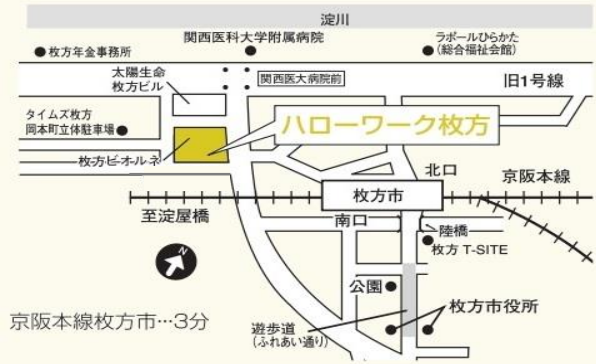 淀川
関西医科大学附属病院
ラポールひらかた
(総合福祉会館)
枚方年金事務所
太陽生命
枚方ビル
関西医大病院前
旧1号線
タイムズ枚方
岡本町立体駐車場
ハローワーク枚方
枚方ビオルネ
北口
京阪本線
枚方市
至淀屋橋
南口
陸橋
枚方 T-SITE
N
公園
京阪本線枚方市…3分
遊歩道
(ふれあい通り)
枚方市役所